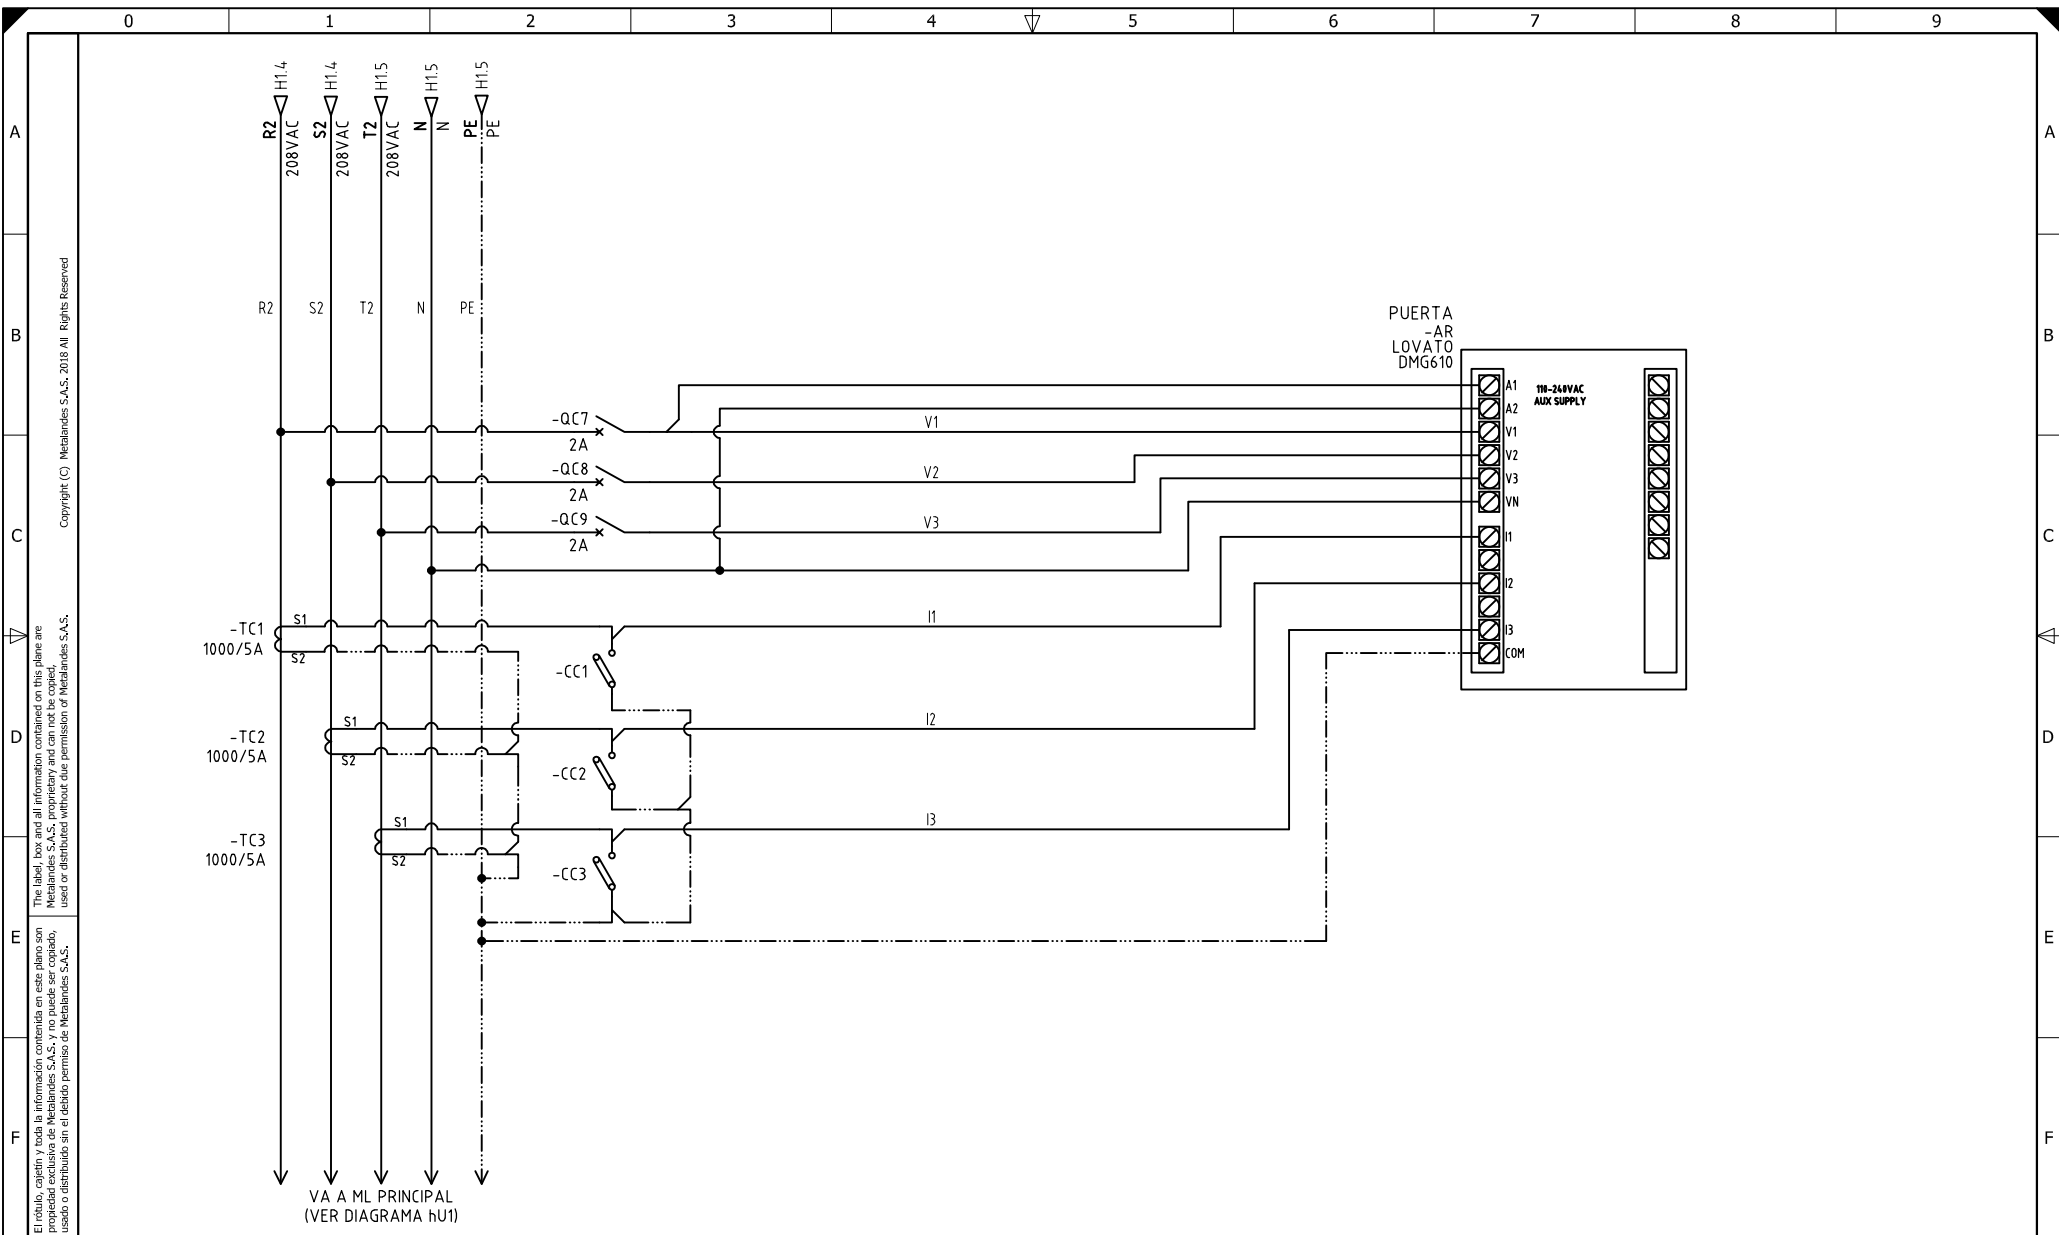 0 1 2 3 4 5 6 7 8 9
H1.4 H1.4 H1.5 H1.5 H1.5
R2 S2 T2 N PE
208VAC 208VAC 208VAC N PE
A A
B B
C C
D D
E E
F F
R2 S2 T2 N PE
PUERTA
-AR
LOVATO
DMG610
110-240VAC
AUX SUPPLY
A1
A2
V1
V2
V3
VN
I1
I2
I3
COM
-QC7
2A
V1
-QC8
2A
V2
-QC9
2A
V3
-TC1
1000/5A
S1
S2
-CC1
I1
-TC2
1000/5A
S1
S2
-CC2
I2
-TC3
1000/5A
S1
S2
-CC3
I3
VA A ML PRINCIPAL
(VER DIAGRAMA hU1)
Copyright (C) Metalandes S.A.S. 2018 All Rights Reserved
The label, box and all information contained on this plane are
Metalandes S.A.S. proprietary and can not be copied,
used or distributed without due permission of Metalandes S.A.S.
El rótulo, cajetín y toda la información contenida en este plano son
propiedad exclusiva de Metalandes S.A.S. y no puede ser copiado,
usado o distribuido sin el debido permiso de Metalandes S.A.S.